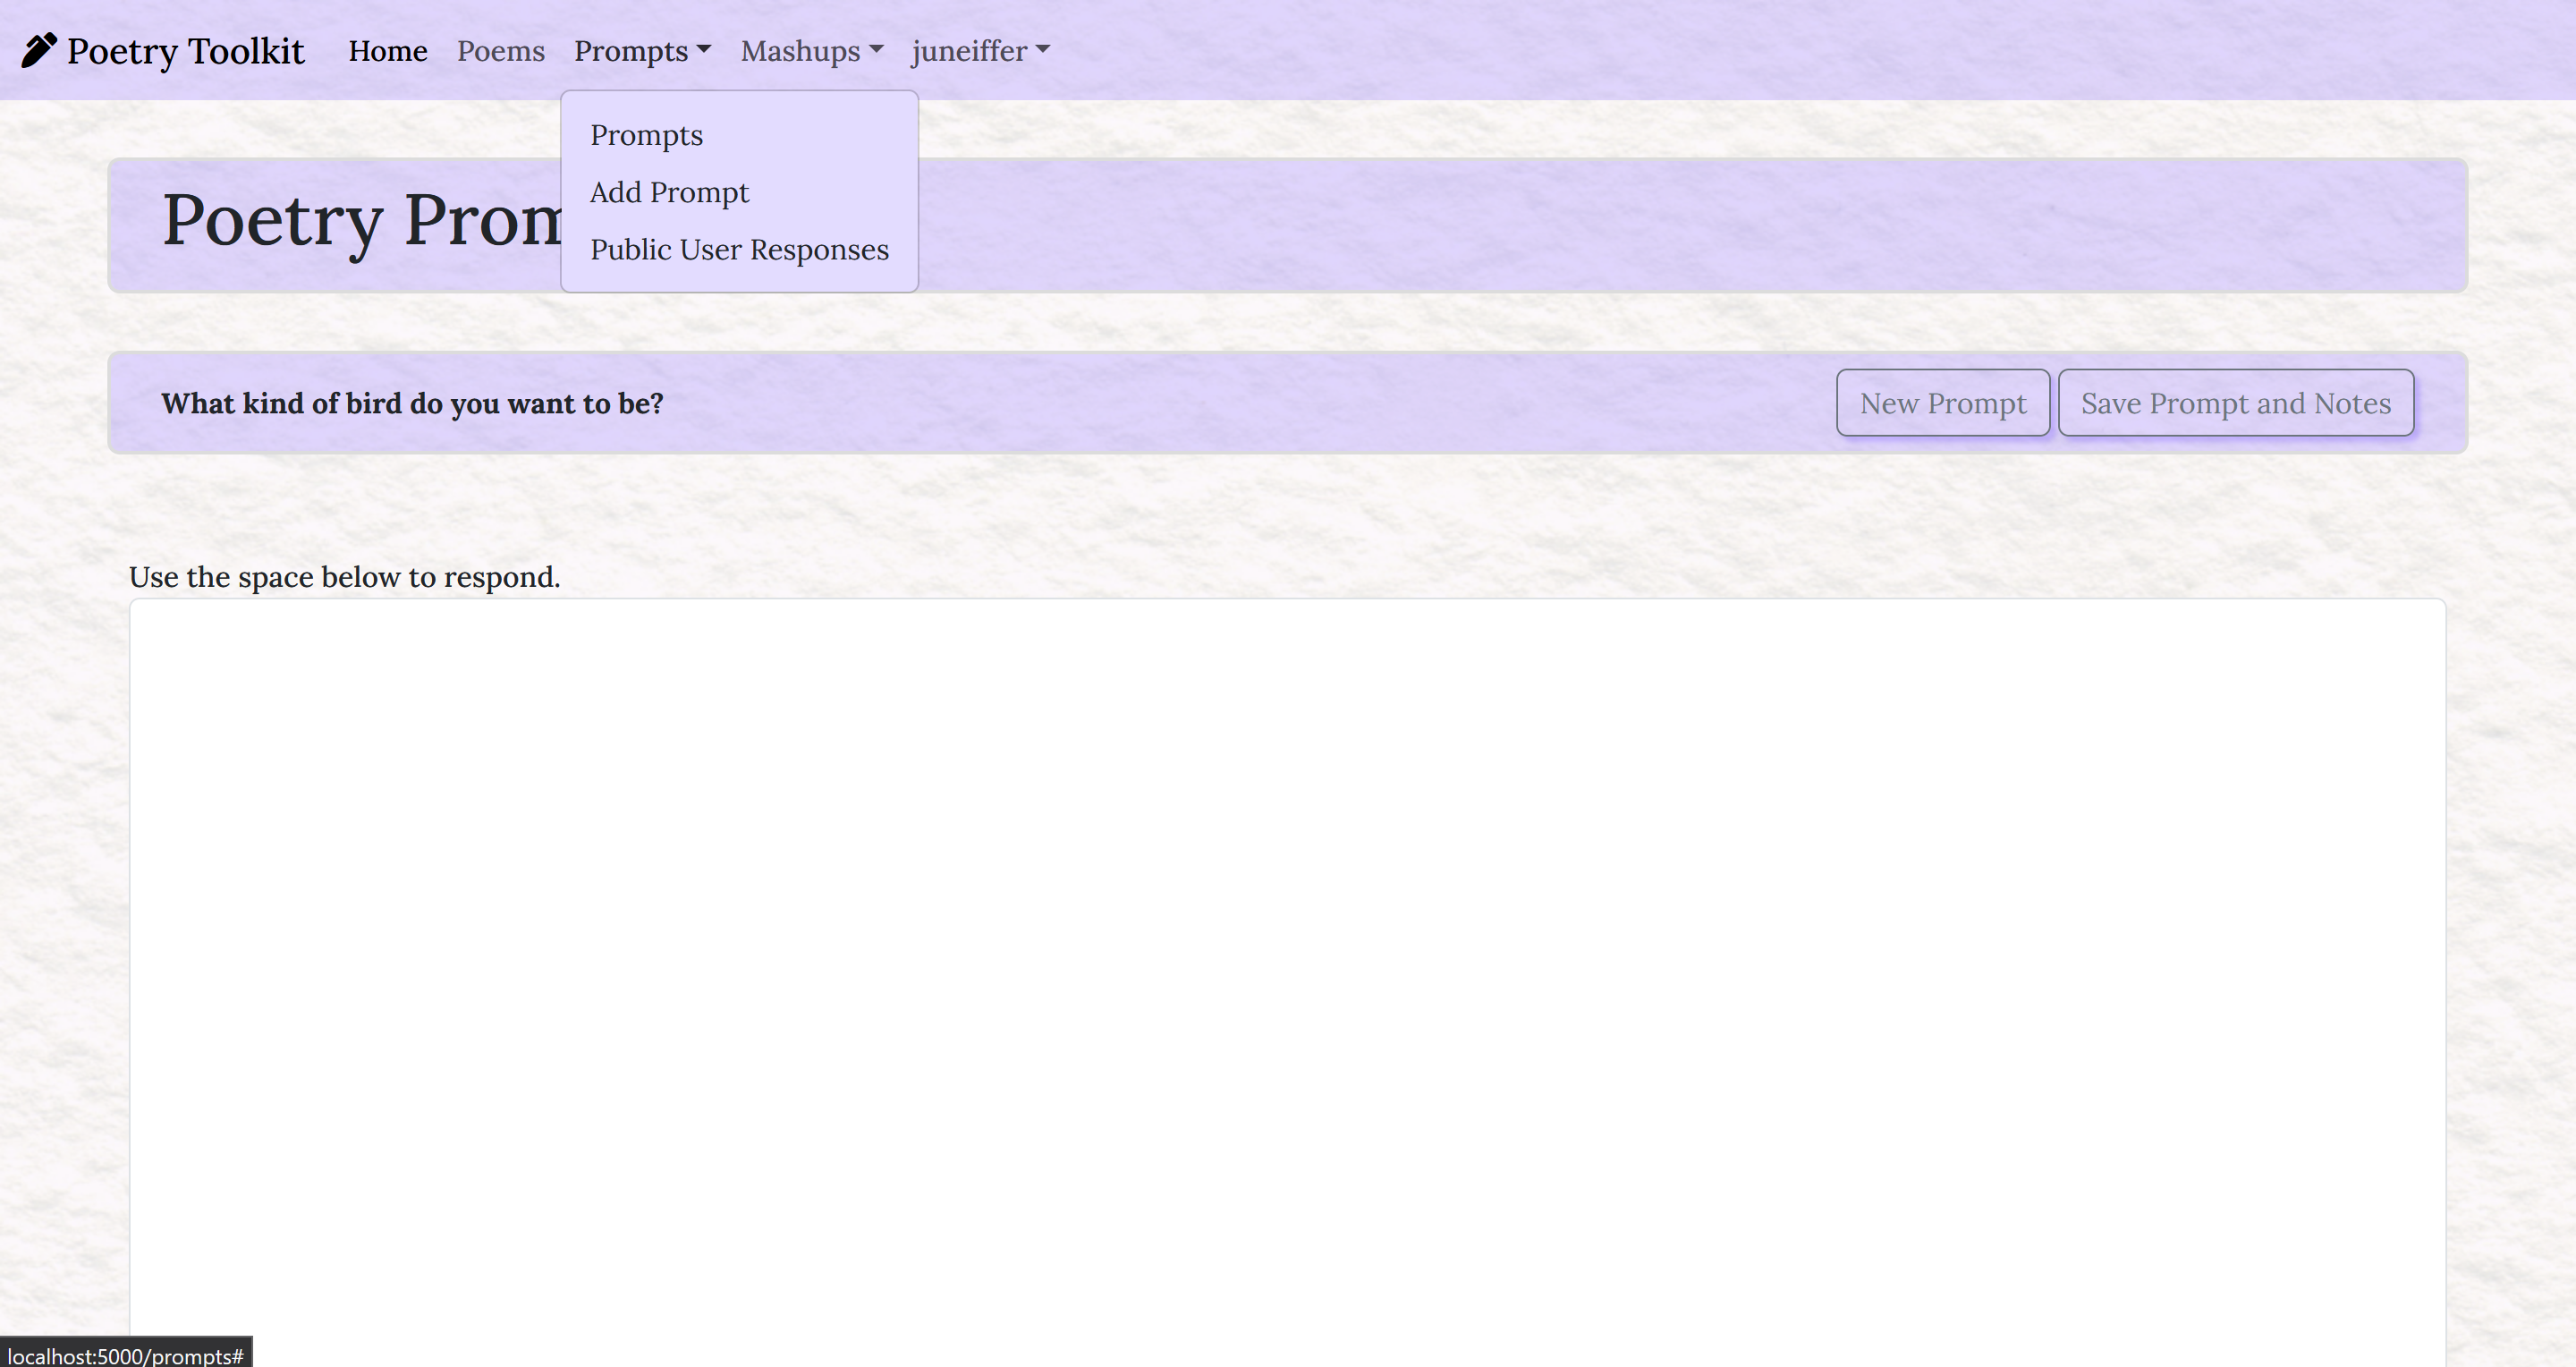 Poetry Toolkit Home Poems Prompts Mashups juneiffer
Prompts
Add Prompt
Public User Responses
Poetry Prom
What kind of bird do you want to be? New Prompt Save Prompt and Notes
Use the space below to respond.
localhost:5000/prompts#